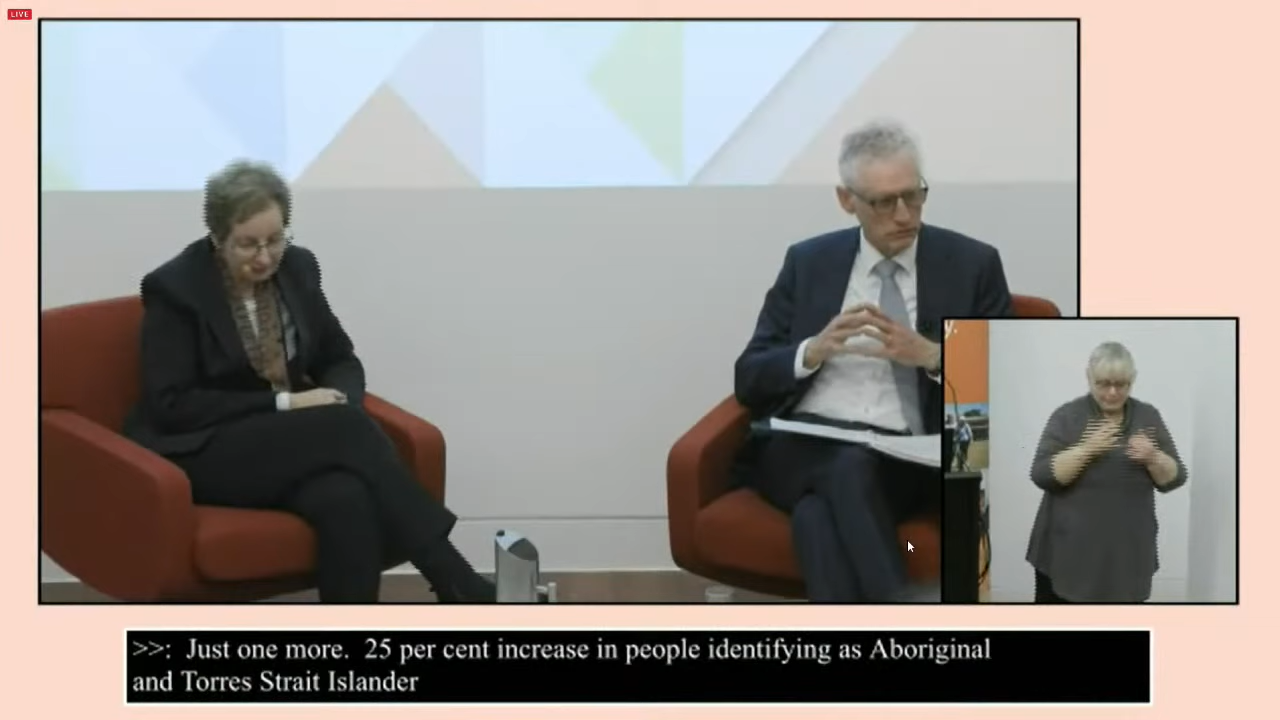 LIVE
y.
>>: Just one more. 25 per cent increase in people identifying as Aboriginal
and Torres Strait Islander